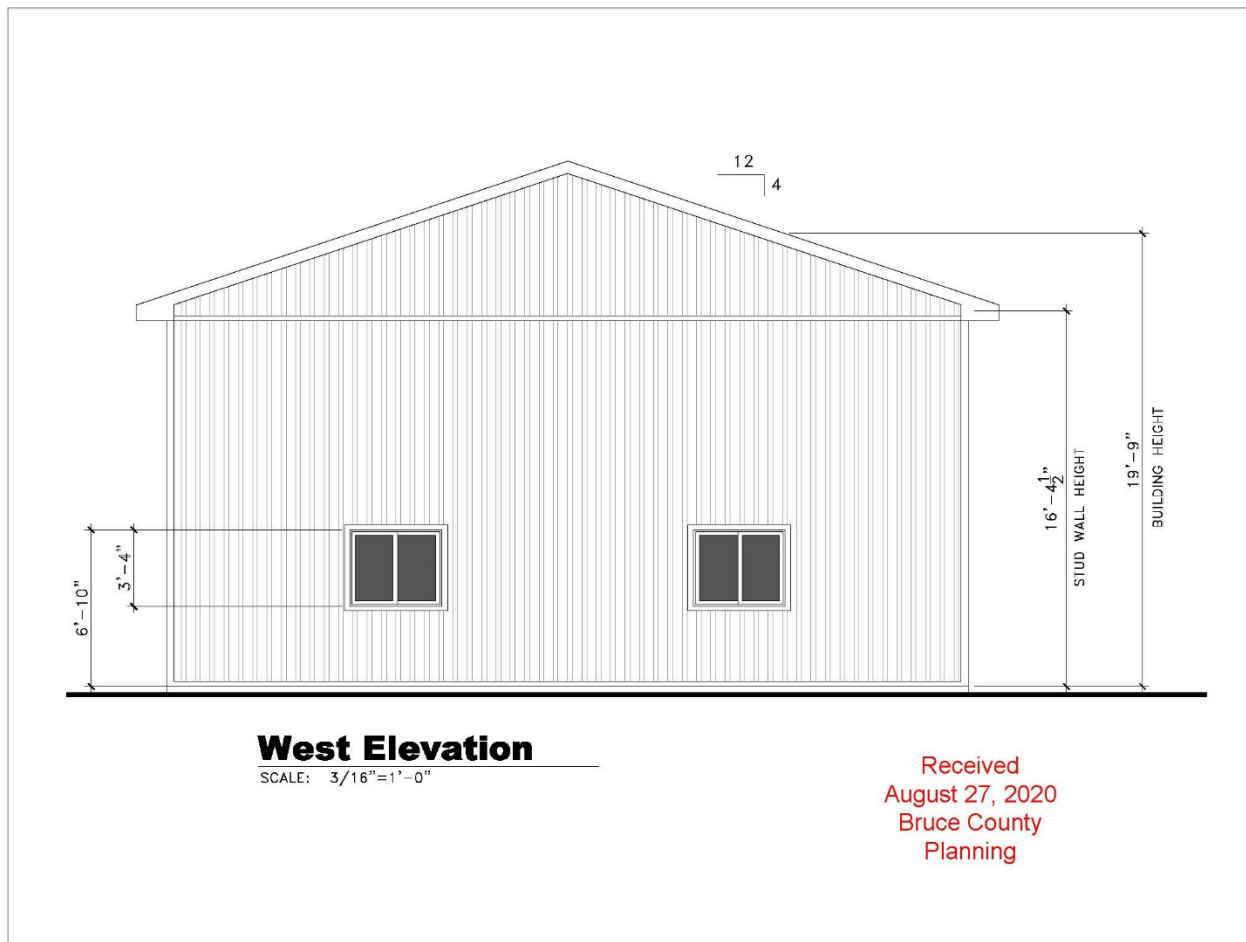 12
4
19'-9"
BUILDING HEIGHT
16'-4½"
STUD WALL HEIGHT
3'-4"
6'-10"
West Elevation
SCALE: 3/16"=1'-0"
Received
August 27, 2020
Bruce County
Planning